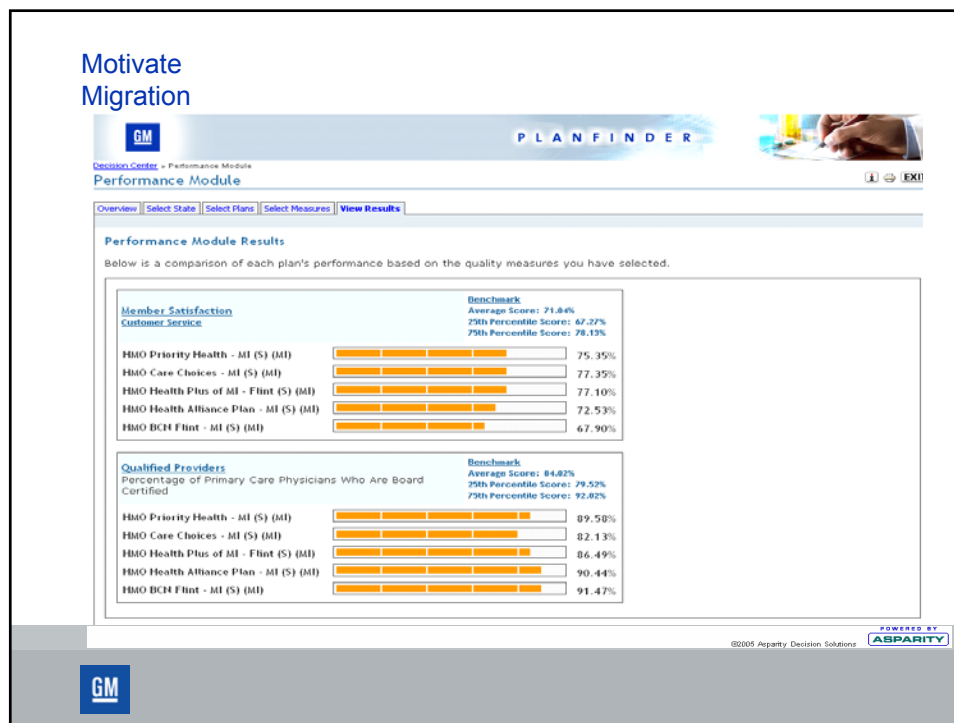 Motivate
Migration
GM
PLANFINDER
Decision Center » Performance Module
Performance Module
i EXIT
Overview Select State Select Plans Select Measures View Results
Performance Module Results
Below is a comparison of each plan's performance based on the quality measures you have selected.
Member Satisfaction
Customer Service
Benchmark
Average Score: 71.04%
25th Percentile Score: 67.27%
75th Percentile Score: 78.13%
HMO Priority Health - MI (S) (MI) 75.35%
HMO Care Choices - MI (S) (MI) 77.35%
HMO Health Plus of MI - Flint (S) (MI) 77.10%
HMO Health Alliance Plan - MI (S) (MI) 72.53%
HMO BCN Flint - MI (S) (MI) 67.90%
Qualified Providers
Percentage of Primary Care Physicians Who Are Board
Certified
Benchmark
Average Score: 84.02%
25th Percentile Score: 79.52%
75th Percentile Score: 92.02%
HMO Priority Health - MI (S) (MI) 89.58%
HMO Care Choices - MI (S) (MI) 82.13%
HMO Health Plus of MI - Flint (S) (MI) 86.49%
HMO Health Alliance Plan - MI (S) (MI) 90.44%
HMO BCN Flint - MI (S) (MI) 91.47%
©2005 Asparity Decision Solutions
POWERED BY
ASPARITY
GM